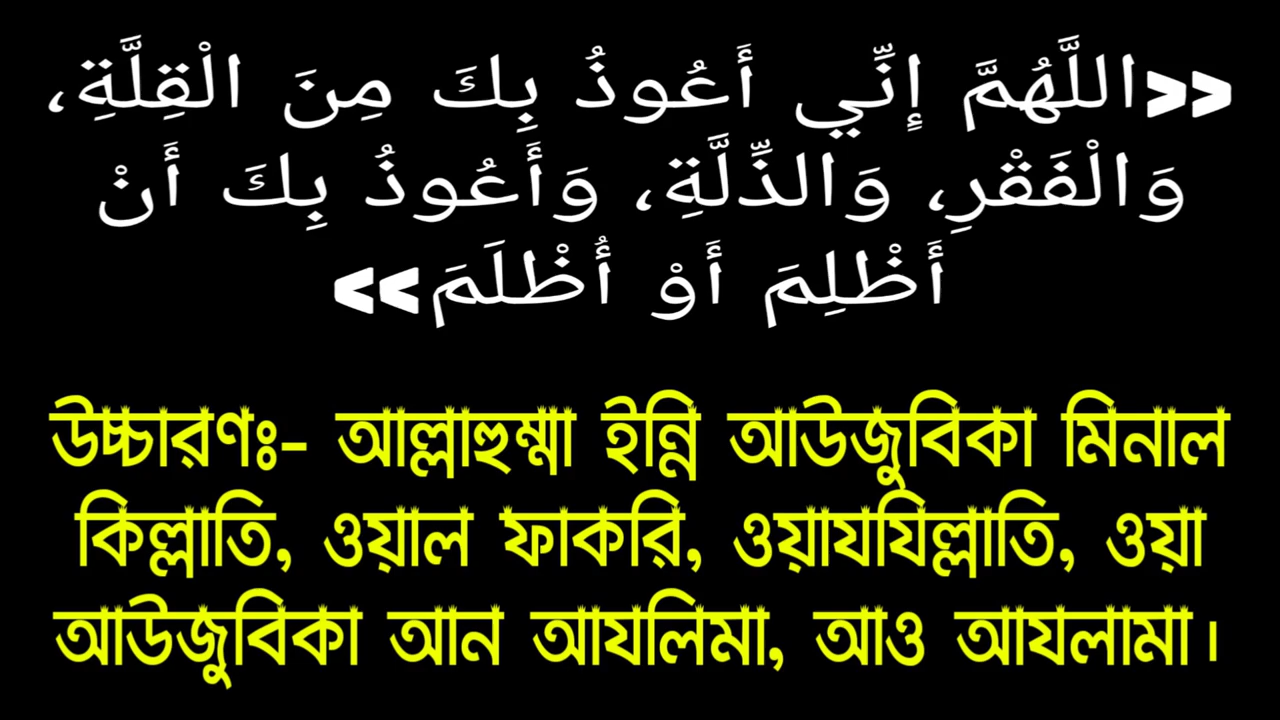 «اللَّهُمَّ إِنِّي أَعُوذُ بِكَ مِنَ الْقِلَّةِ،
وَالْفَقْرِ، وَالذِّلَّةِ، وَأَعُوذُ بِكَ أَنْ
أَظْلِمَ أَوْ أُظْلَمَ»
উচ্চারণঃ- আল্লাহুম্মা ইন্নি আউজুবিকা মিনাল
কিল্লাতি, ওয়াল ফাকরি, ওয়াযযিল্লাতি, ওয়া
আউজুবিকা আন আযলিমা, আও আযলামা।